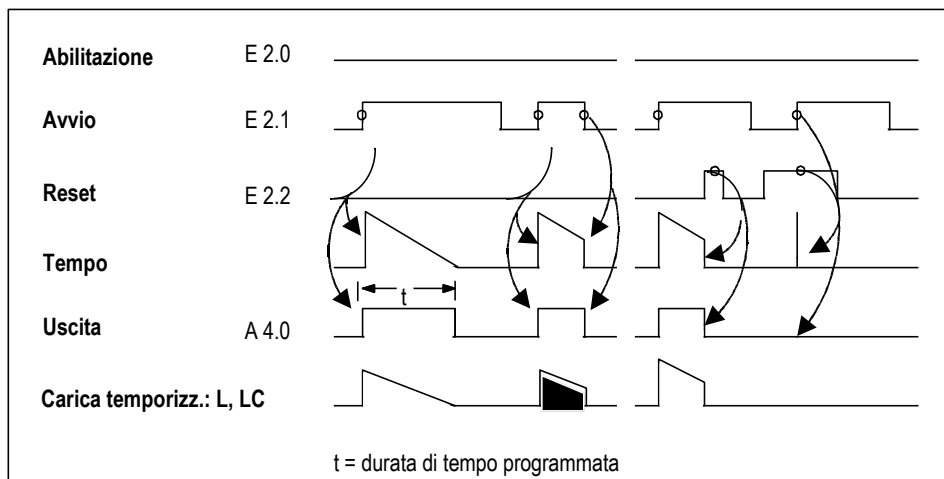 Abilitazione E 2.0
Avvio E 2.1
Reset E 2.2
Tempo
t
Uscita A 4.0
Carica temporizz.: L, LC
t = durata di tempo programmata